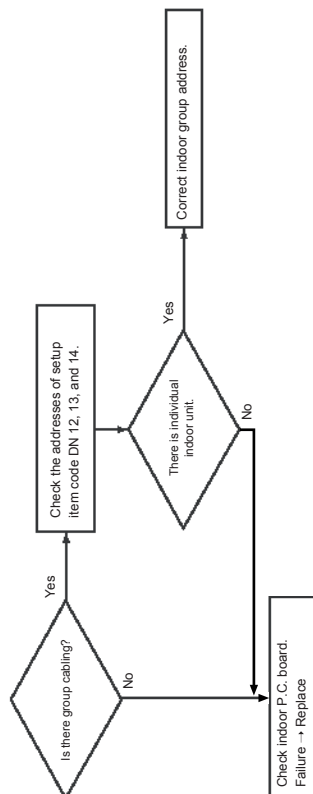 Is there group cabling?
Yes
No
Check the addresses of setup
item code DN 12, 13, and 14.
There is individual
indoor unit.
Yes
No
Correct indoor group address.
Check indoor P.C. board.
Failure → Replace